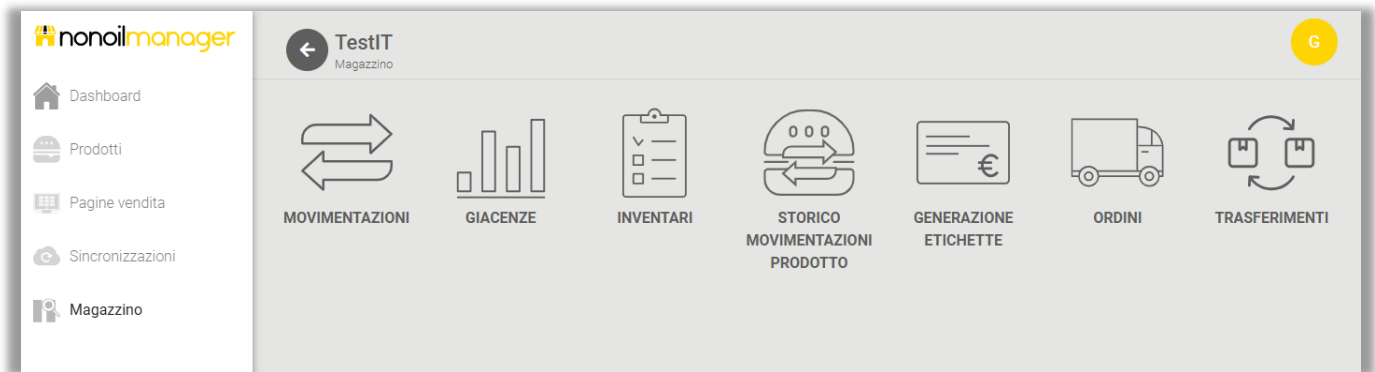 nonoilmanager
TestIT
Magazzino
G
Dashboard
Prodotti
Pagine vendita
Sincronizzazioni
Magazzino
€
MOVIMENTAZIONI
GIACENZE
INVENTARI
STORICO
MOVIMENTAZIONI
PRODOTTO
GENERAZIONE
ETICHETTE
ORDINI
TRASFERIMENTI